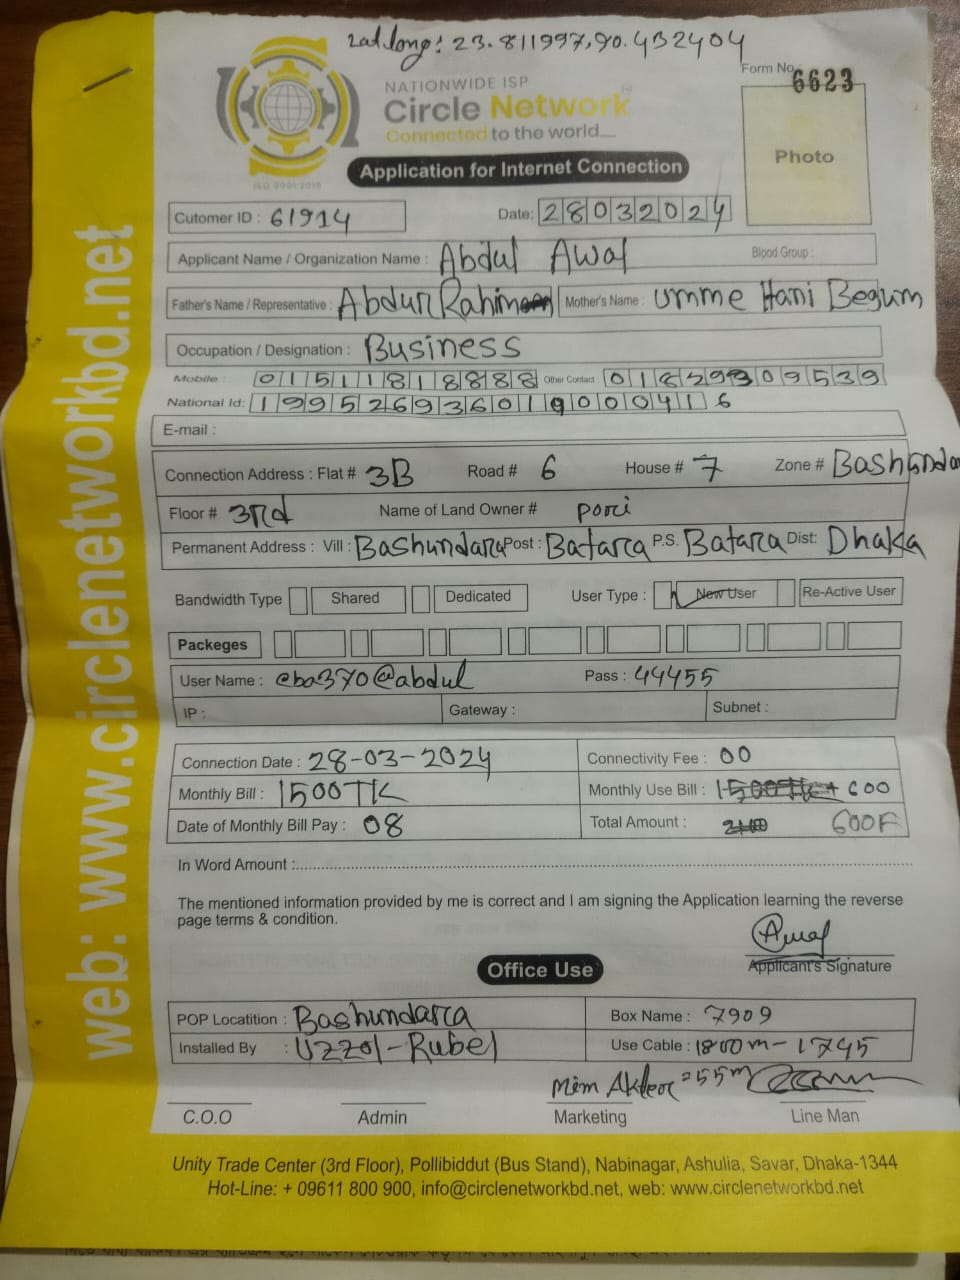 Lat long: 23.811997,90.432404
NATIONWIDE ISP
Circle Network
Connected to the world....
ISO 9001:2015
Form No: 6623
Photo
Application for Internet Connection
Cutomer ID : 61914
Date: 28032024
Applicant Name / Organization Name : Abdul Awal Blood Group :
Father's Name / Representative : Abdur Rahim Mother's Name : Umme Hani Begum
Occupation / Designation : Business
Mobile : 01511818888 Other Contact : 01829309539
National Id: 19952693601900041 6
E-mail :
Connection Address : Flat # 3B Road # 6 House # 7 Zone # Bashunda
Floor # 3rd Name of Land Owner # pori
Permanent Address : Vill : Bashundara Post : Batara P.S. Batara Dist: Dhaka
Bandwidth Type Shared Dedicated User Type : New User Re-Active User
Packeges
User Name : cba370@abdul Pass : 44455
IP : Gateway : Subnet :
Connection Date : 28-03-2024 Connectivity Fee : 00
Monthly Bill : 1500TK Monthly Use Bill : 600
Date of Monthly Bill Pay : 08 Total Amount : 600
In Word Amount :
The mentioned information provided by me is correct and I am signing the Application learning the reverse
page terms & condition.
Awal
Applicant's Signature
Office Use
POP Locatition : Bashundara Box Name : 7909
Installed By : Uzzol-Rubel Use Cable : 1800m-1745
Mim Akter =55m
C.O.O Admin Marketing Line Man
Unity Trade Center (3rd Floor), Pollibiddut (Bus Stand), Nabinagar, Ashulia, Savar, Dhaka-1344
Hot-Line: + 09611 800 900, info@circlenetworkbd.net, web: www.circlenetworkbd.net
web: www.circlenetworkbd.net